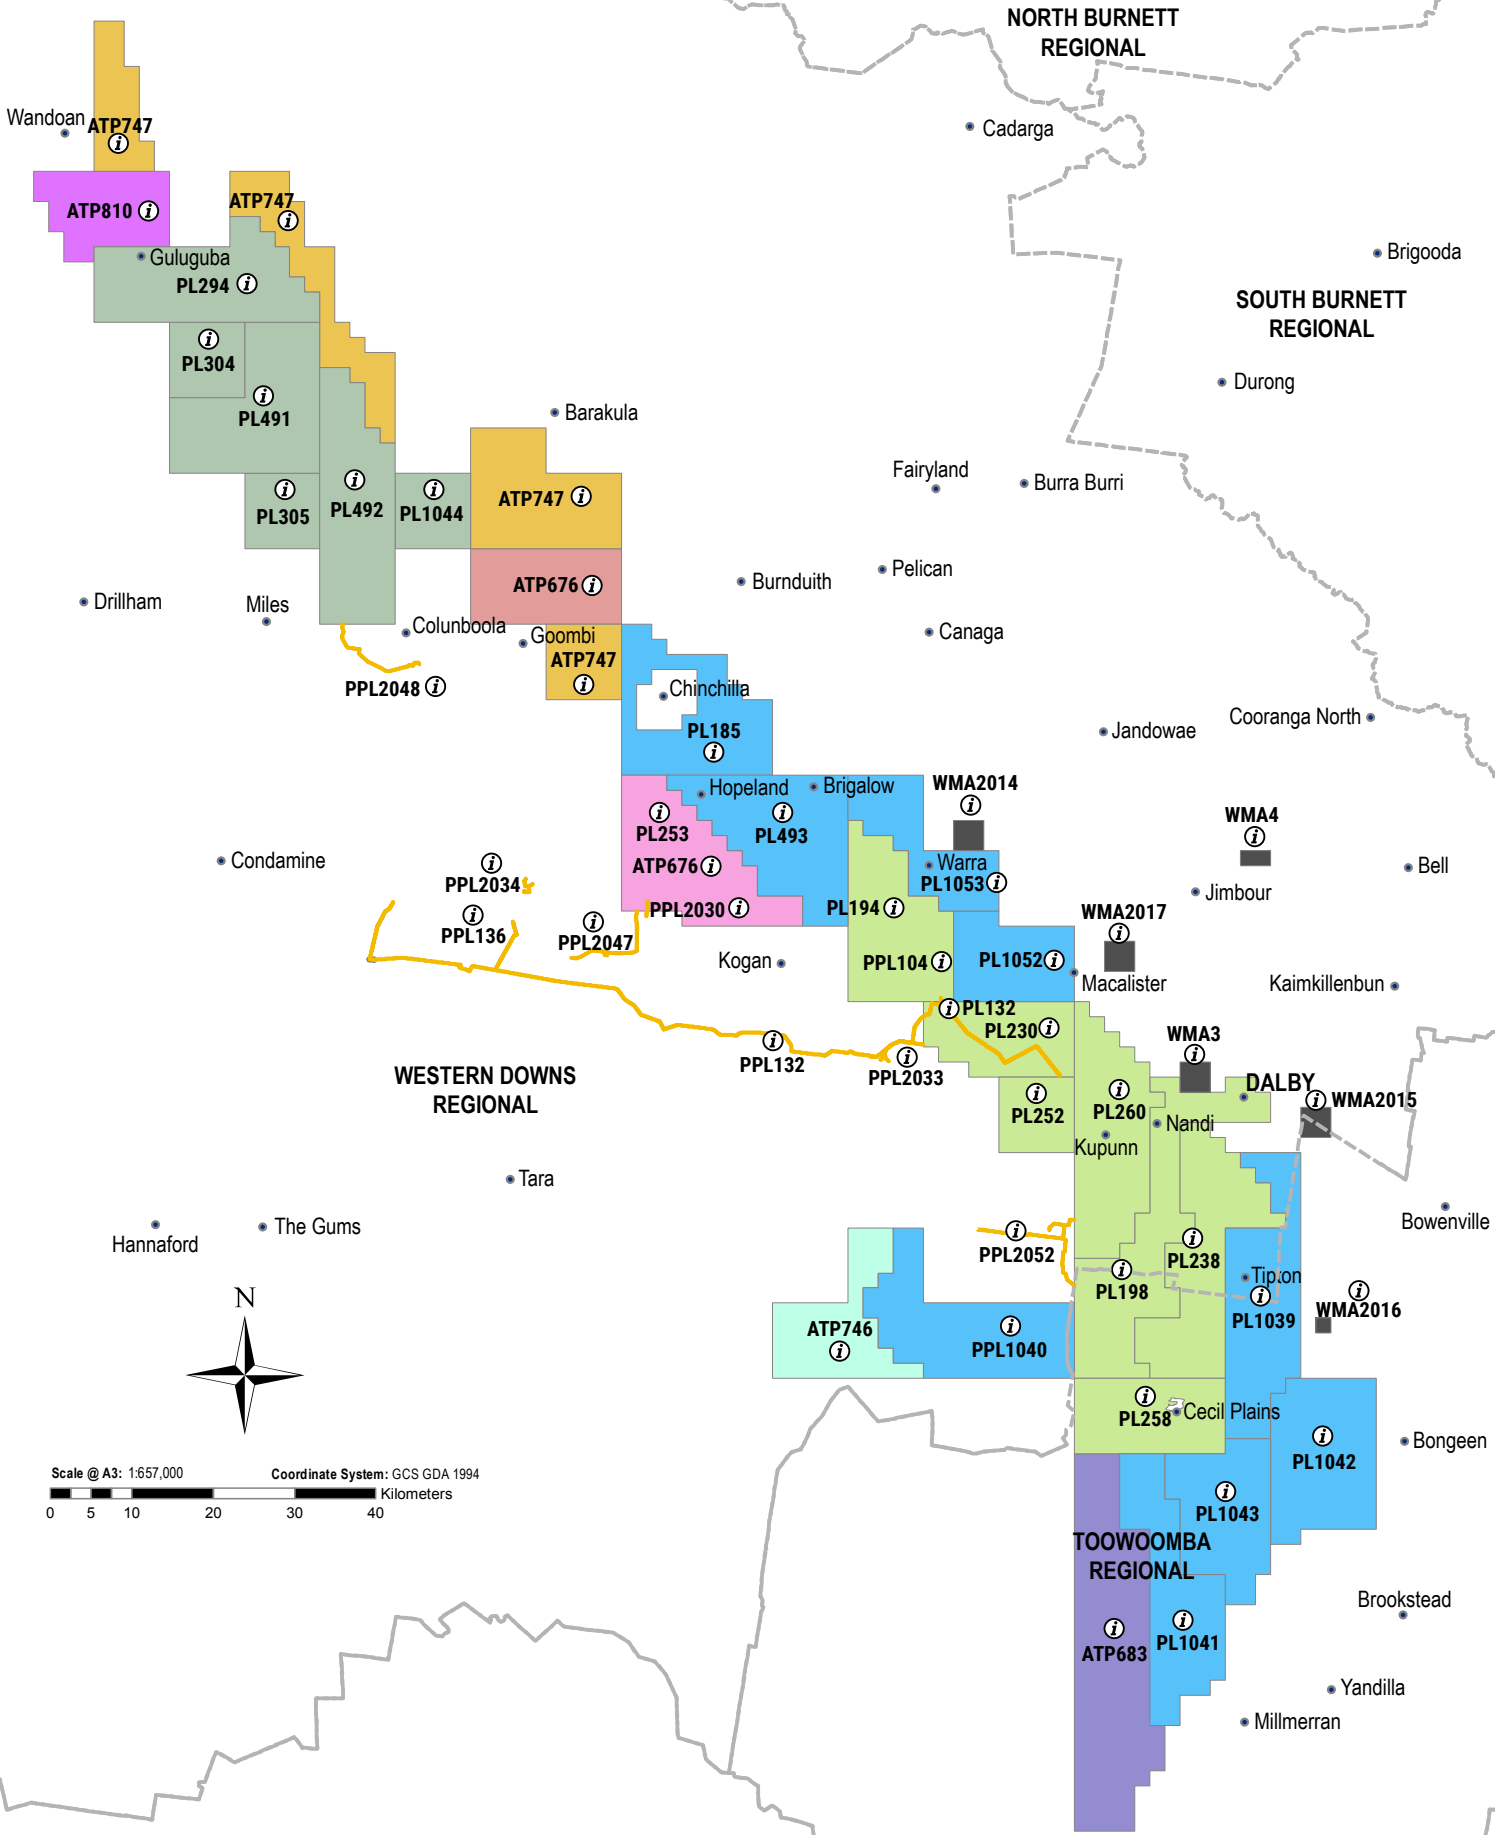 NORTH BURNETT
REGIONAL
Wandoan
ATP747
i
Cadarga
ATP810 i
ATP747
i
Guluguba
PL294 i
Brigooda
SOUTH BURNETT
REGIONAL
i
PL304
i
PL491
Durong
Barakula
i
PL305
i
PL492
i
PL1044
ATP747 i
Fairyland
Burra Burri
ATP676 i
Burnduith
Pelican
Drillham
Miles
Colunboola
Goombi
Canaga
ATP747
i
PPL2048 i
Chinchilla
PL185
i
Jandowae
Cooranga North
Hopeland
Brigalow
WMA2014
i
i
PL253
i
PL493
WMA4
i
Condamine
ATP676 i
Warra
PL1053 i
Bell
i
PPL2034
Jimbour
i
PPL136
i
PPL2047
PPL2030 i
PL194 i
WMA2017
i
Kogan
PPL104 i
PL1052 i
Macalister
Kaimkillenbun
i PL132
PL230 i
i
PPL132
i
PPL2033
WMA3
i
WESTERN DOWNS
REGIONAL
DALBY
i
PL252
i
PL260
i WMA2015
Nandi
Kupunn
Tara
Hannaford
The Gums
Bowenville
i
PPL2052
i
PL238
i
PL198
Tipton
i
PL1039
i
WMA2016
N
ATP746
i
i
PPL1040
i
PL258
Cecil Plains
i
PL1042
Bongeen
Scale @ A3: 1:657,000
Coordinate System: GCS GDA 1994
Kilometers
0 5 10 20 30 40
i
PL1043
TOOWOOMBA
REGIONAL
Brookstead
i
ATP683
i
PL1041
Yandilla
Millmerran